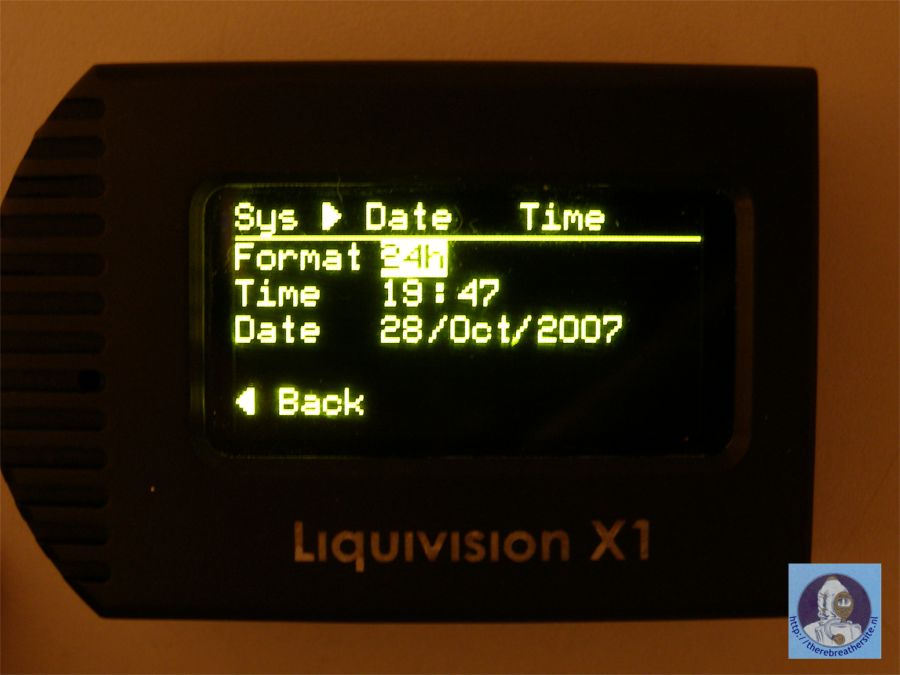 Sys ▶ Date Time
Format 24h
Time 19:47
Date 28/Oct/2007
◀ Back
Liquivision X1
http://therebreathersite.nl